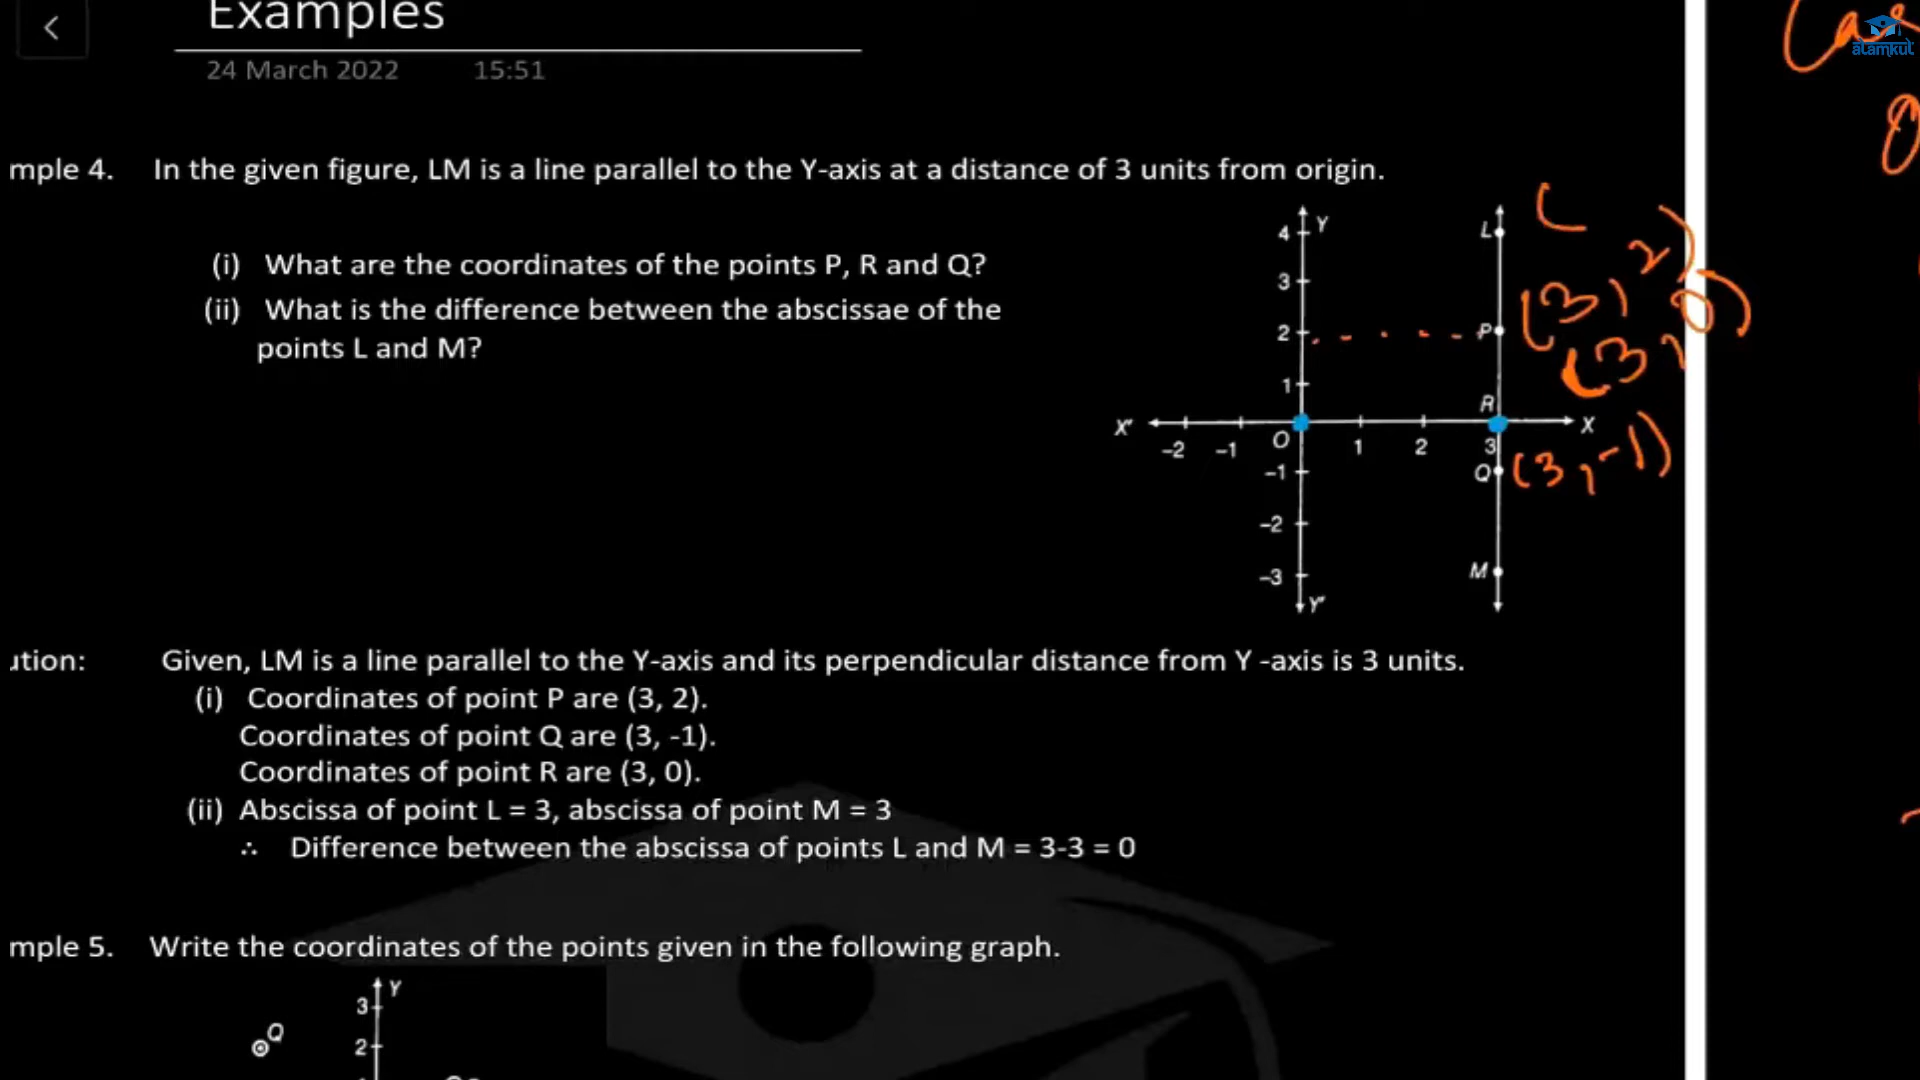 Examples
24 March 2022 15:51
alamkut
mple 4. In the given figure, LM is a line parallel to the Y-axis at a distance of 3 units from origin.
(i) What are the coordinates of the points P, R and Q?
(ii) What is the difference between the abscissae of the
points L and M?
Y
4
L
3
2
P
(3, 2)
1
R
(3, 0)
X'
-2 -1 O 1 2 3
X
-1
Q
(3, -1)
-2
-3
M
Y'
ution: Given, LM is a line parallel to the Y-axis and its perpendicular distance from Y -axis is 3 units.
(i) Coordinates of point P are (3, 2).
Coordinates of point Q are (3, -1).
Coordinates of point R are (3, 0).
(ii) Abscissa of point L = 3, abscissa of point M = 3
∴ Difference between the abscissa of points L and M = 3-3 = 0
mple 5. Write the coordinates of the points given in the following graph.
Y
3
Q
2